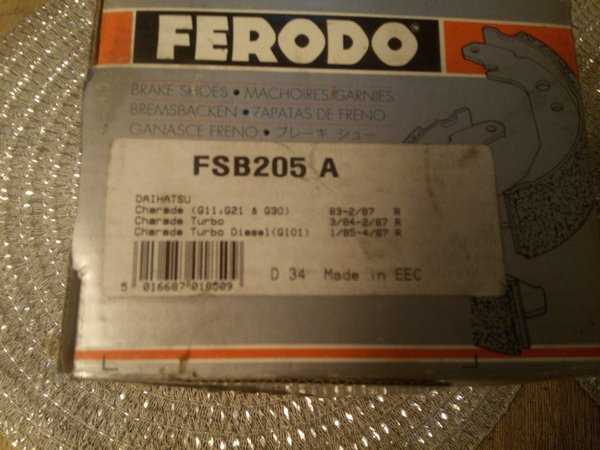 FERODO™
BRAKE SHOES • MACHOIRES GARNIES
BREMSBACKEN • ZAPATAS DE FRENO
GANASCE FRENO • ブレーキ シュー
FSB205 A
DAIHATSU
Charade (G11,G21 & G30) 83-2/87 R
Charade Turbo 3/84-2/87 R
Charade Turbo Diesel(G101) 1/85-4/87 R
5 016687 018509
D 34 Made in EEC